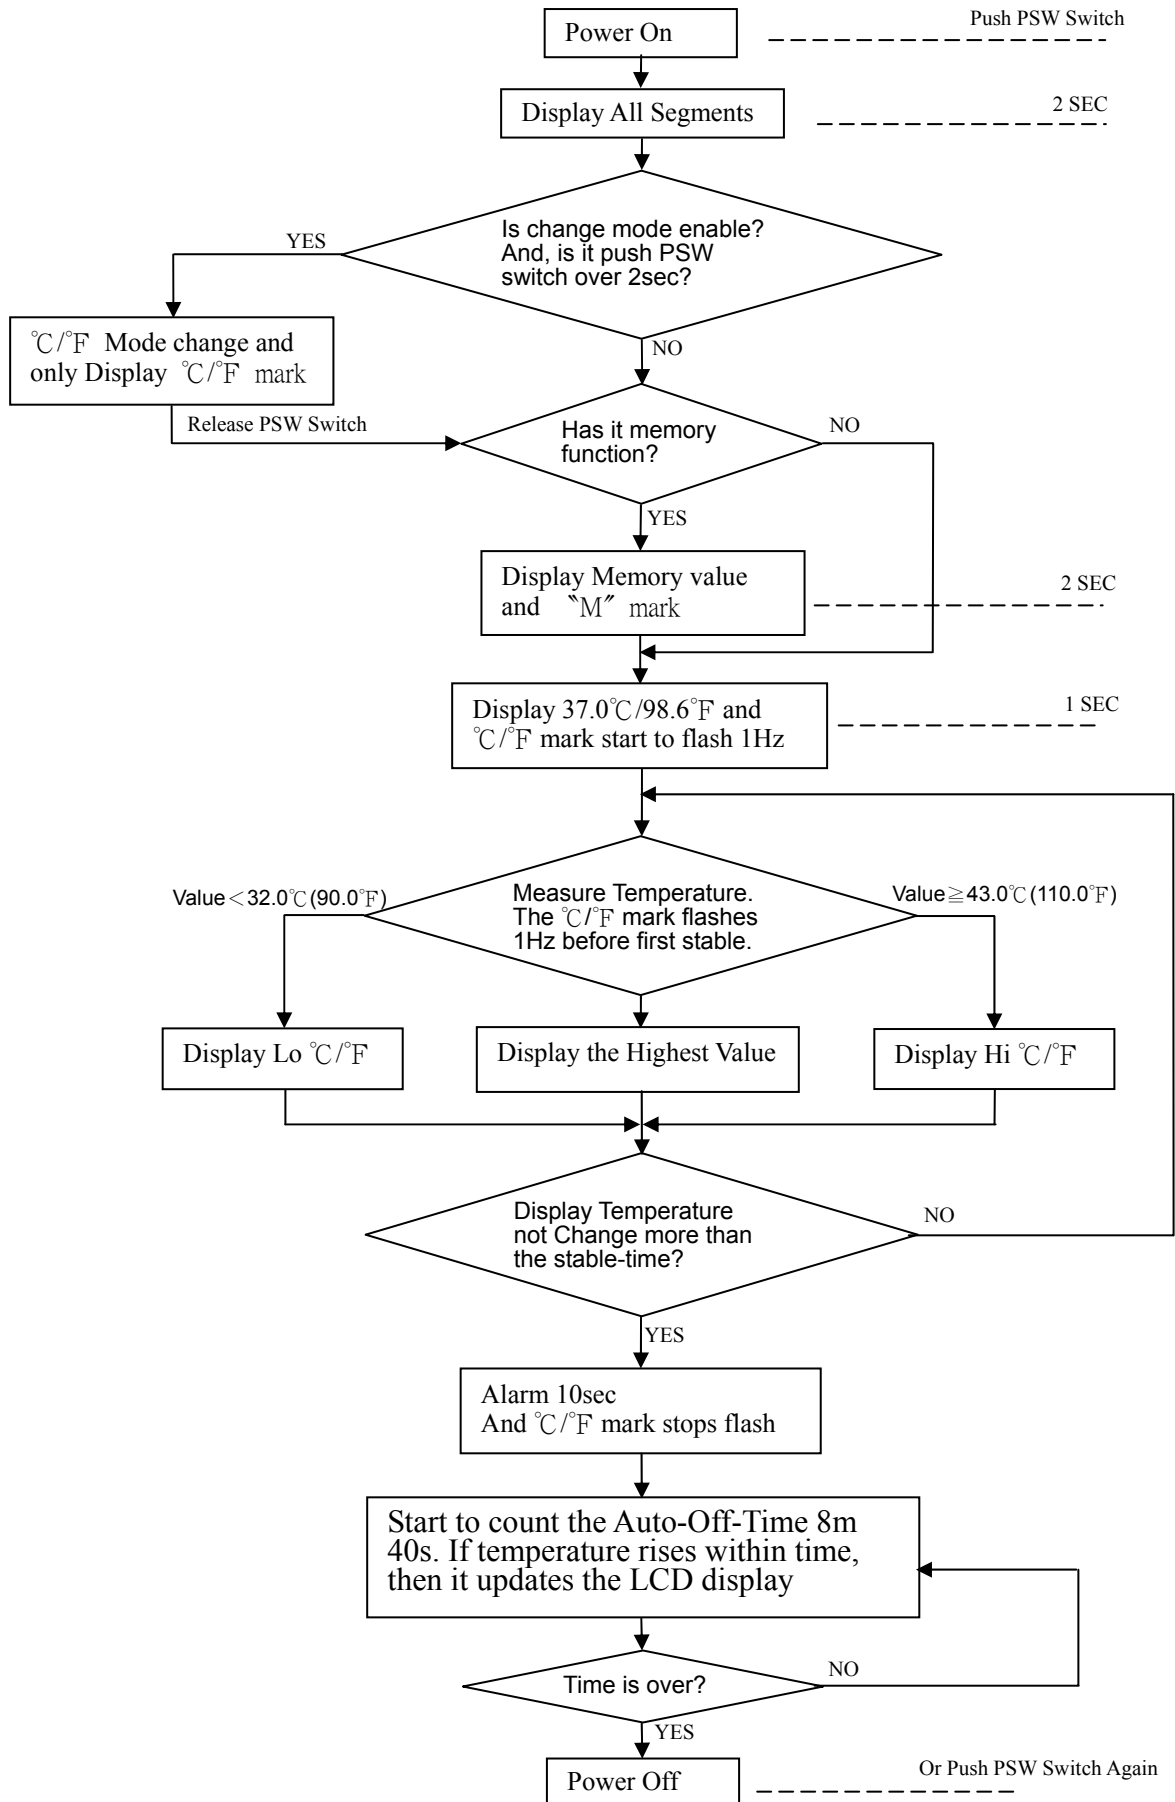 Push PSW Switch
Power On
2 SEC
Display All Segments
Is change mode enable?
And, is it push PSW
switch over 2sec?
YES
NO
℃/℉ Mode change and
only Display ℃/℉ mark
Release PSW Switch
Has it memory
function?
NO
YES
Display Memory value
and 〝M〞 mark
2 SEC
Display 37.0℃/98.6℉ and
℃/℉ mark start to flash 1Hz
1 SEC
Value＜32.0℃(90.0℉)
Measure Temperature.
The ℃/℉ mark flashes
1Hz before first stable.
Value≧43.0℃(110.0℉)
Display Lo ℃/℉
Display the Highest Value
Display Hi ℃/℉
Display Temperature
not Change more than
the stable-time?
NO
YES
Alarm 10sec
And ℃/℉ mark stops flash
Start to count the Auto-Off-Time 8m
40s. If temperature rises within time,
then it updates the LCD display
Time is over?
NO
YES
Or Push PSW Switch Again
Power Off